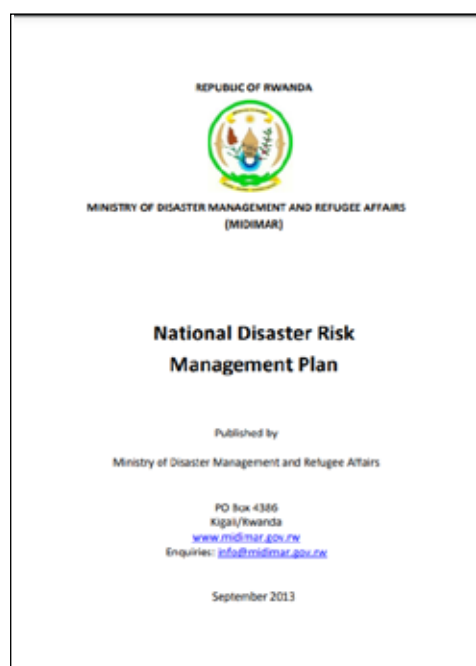 REPUBLIC OF RWANDA
MINISTRY OF DISASTER MANAGEMENT AND REFUGEE AFFAIRS
(MIDIMAR)
National Disaster Risk
Management Plan
Published by
Ministry of Disaster Management and Refugee Affairs
PO Box 4386
Kigali/Rwanda
www.midimar.gov.rw
Enquiries: info@midimar.gov.rw
September 2013